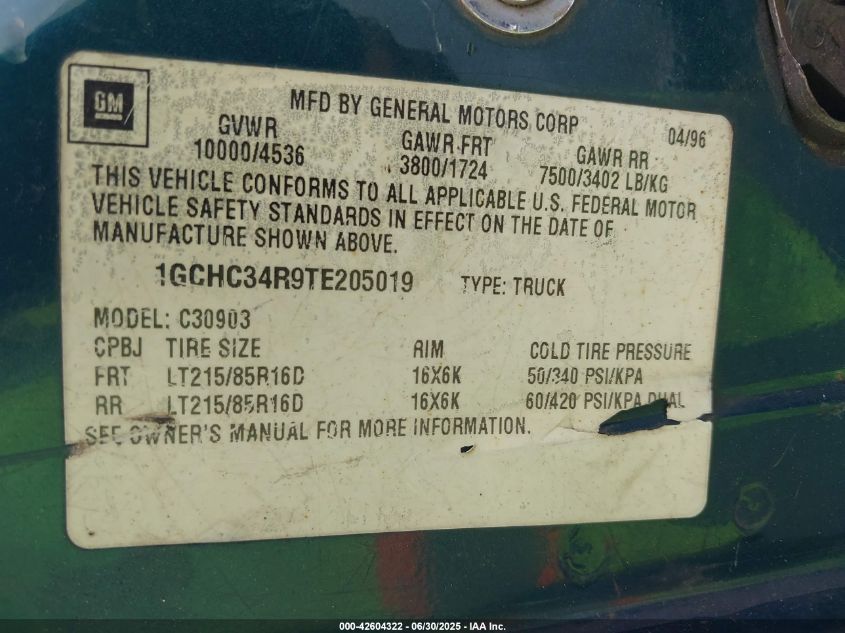 GM
MFD BY GENERAL MOTORS CORP 04/96
GVWR GAWR FRT GAWR RR
10000/4536 3800/1724 7500/3402 LB/KG
THIS VEHICLE CONFORMS TO ALL APPLICABLE U.S. FEDERAL MOTOR
VEHICLE SAFETY STANDARDS IN EFFECT ON THE DATE OF
MANUFACTURE SHOWN ABOVE.
1GCHC34R9TE205019 TYPE: TRUCK
MODEL: C30903
CPBJ TIRE SIZE RIM COLD TIRE PRESSURE
FRT LT215/85R16D 16X6K 50/340 PSI/KPA
RR LT215/85R16D 16X6K 60/420 PSI/KPA DUAL
SEE OWNER'S MANUAL FOR MORE INFORMATION.
000-42604322 - 06/30/2025 - IAA Inc.